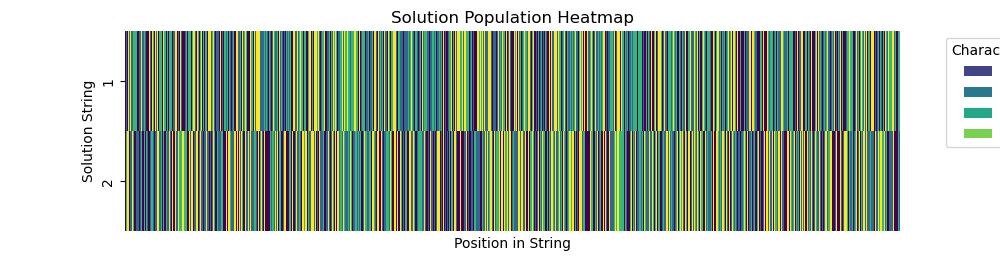 Solution Population Heatmap
Solution String
1
2
Position in String
Charac